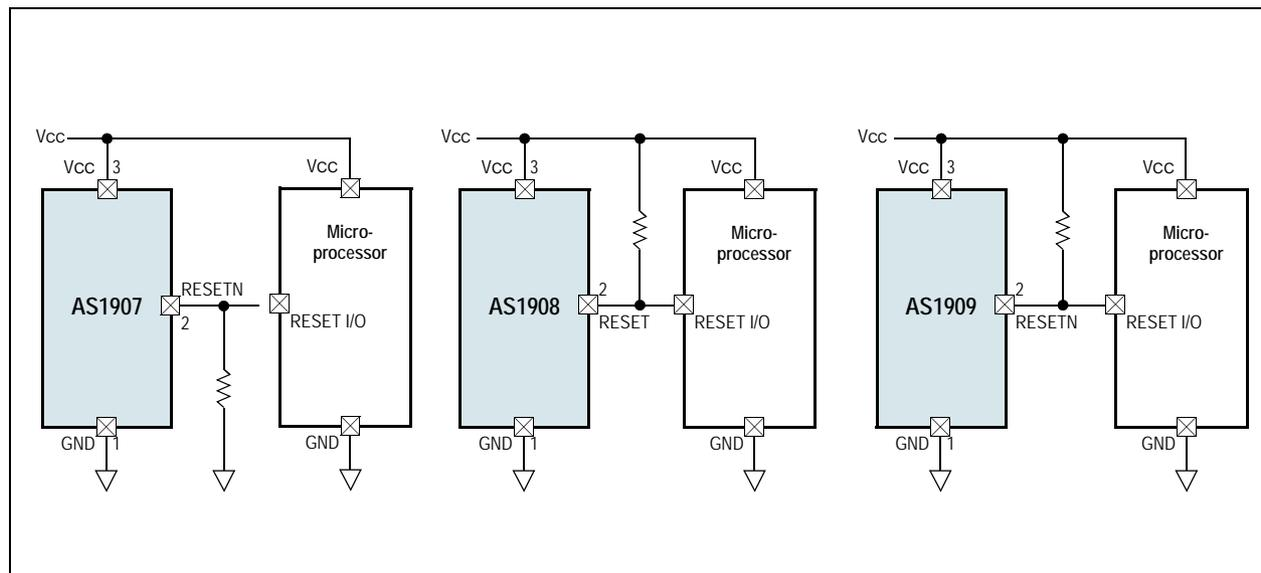 Vcc
Vcc 3
Vcc
Micro-
processor
AS1907
RESETN
2
RESET I/O
GND 1
GND
Vcc
Vcc 3
Vcc
Micro-
processor
AS1908
2
RESET
RESET I/O
GND 1
GND
Vcc
Vcc 3
Vcc
Micro-
processor
AS1909
2
RESETN
RESET I/O
GND 1
GND